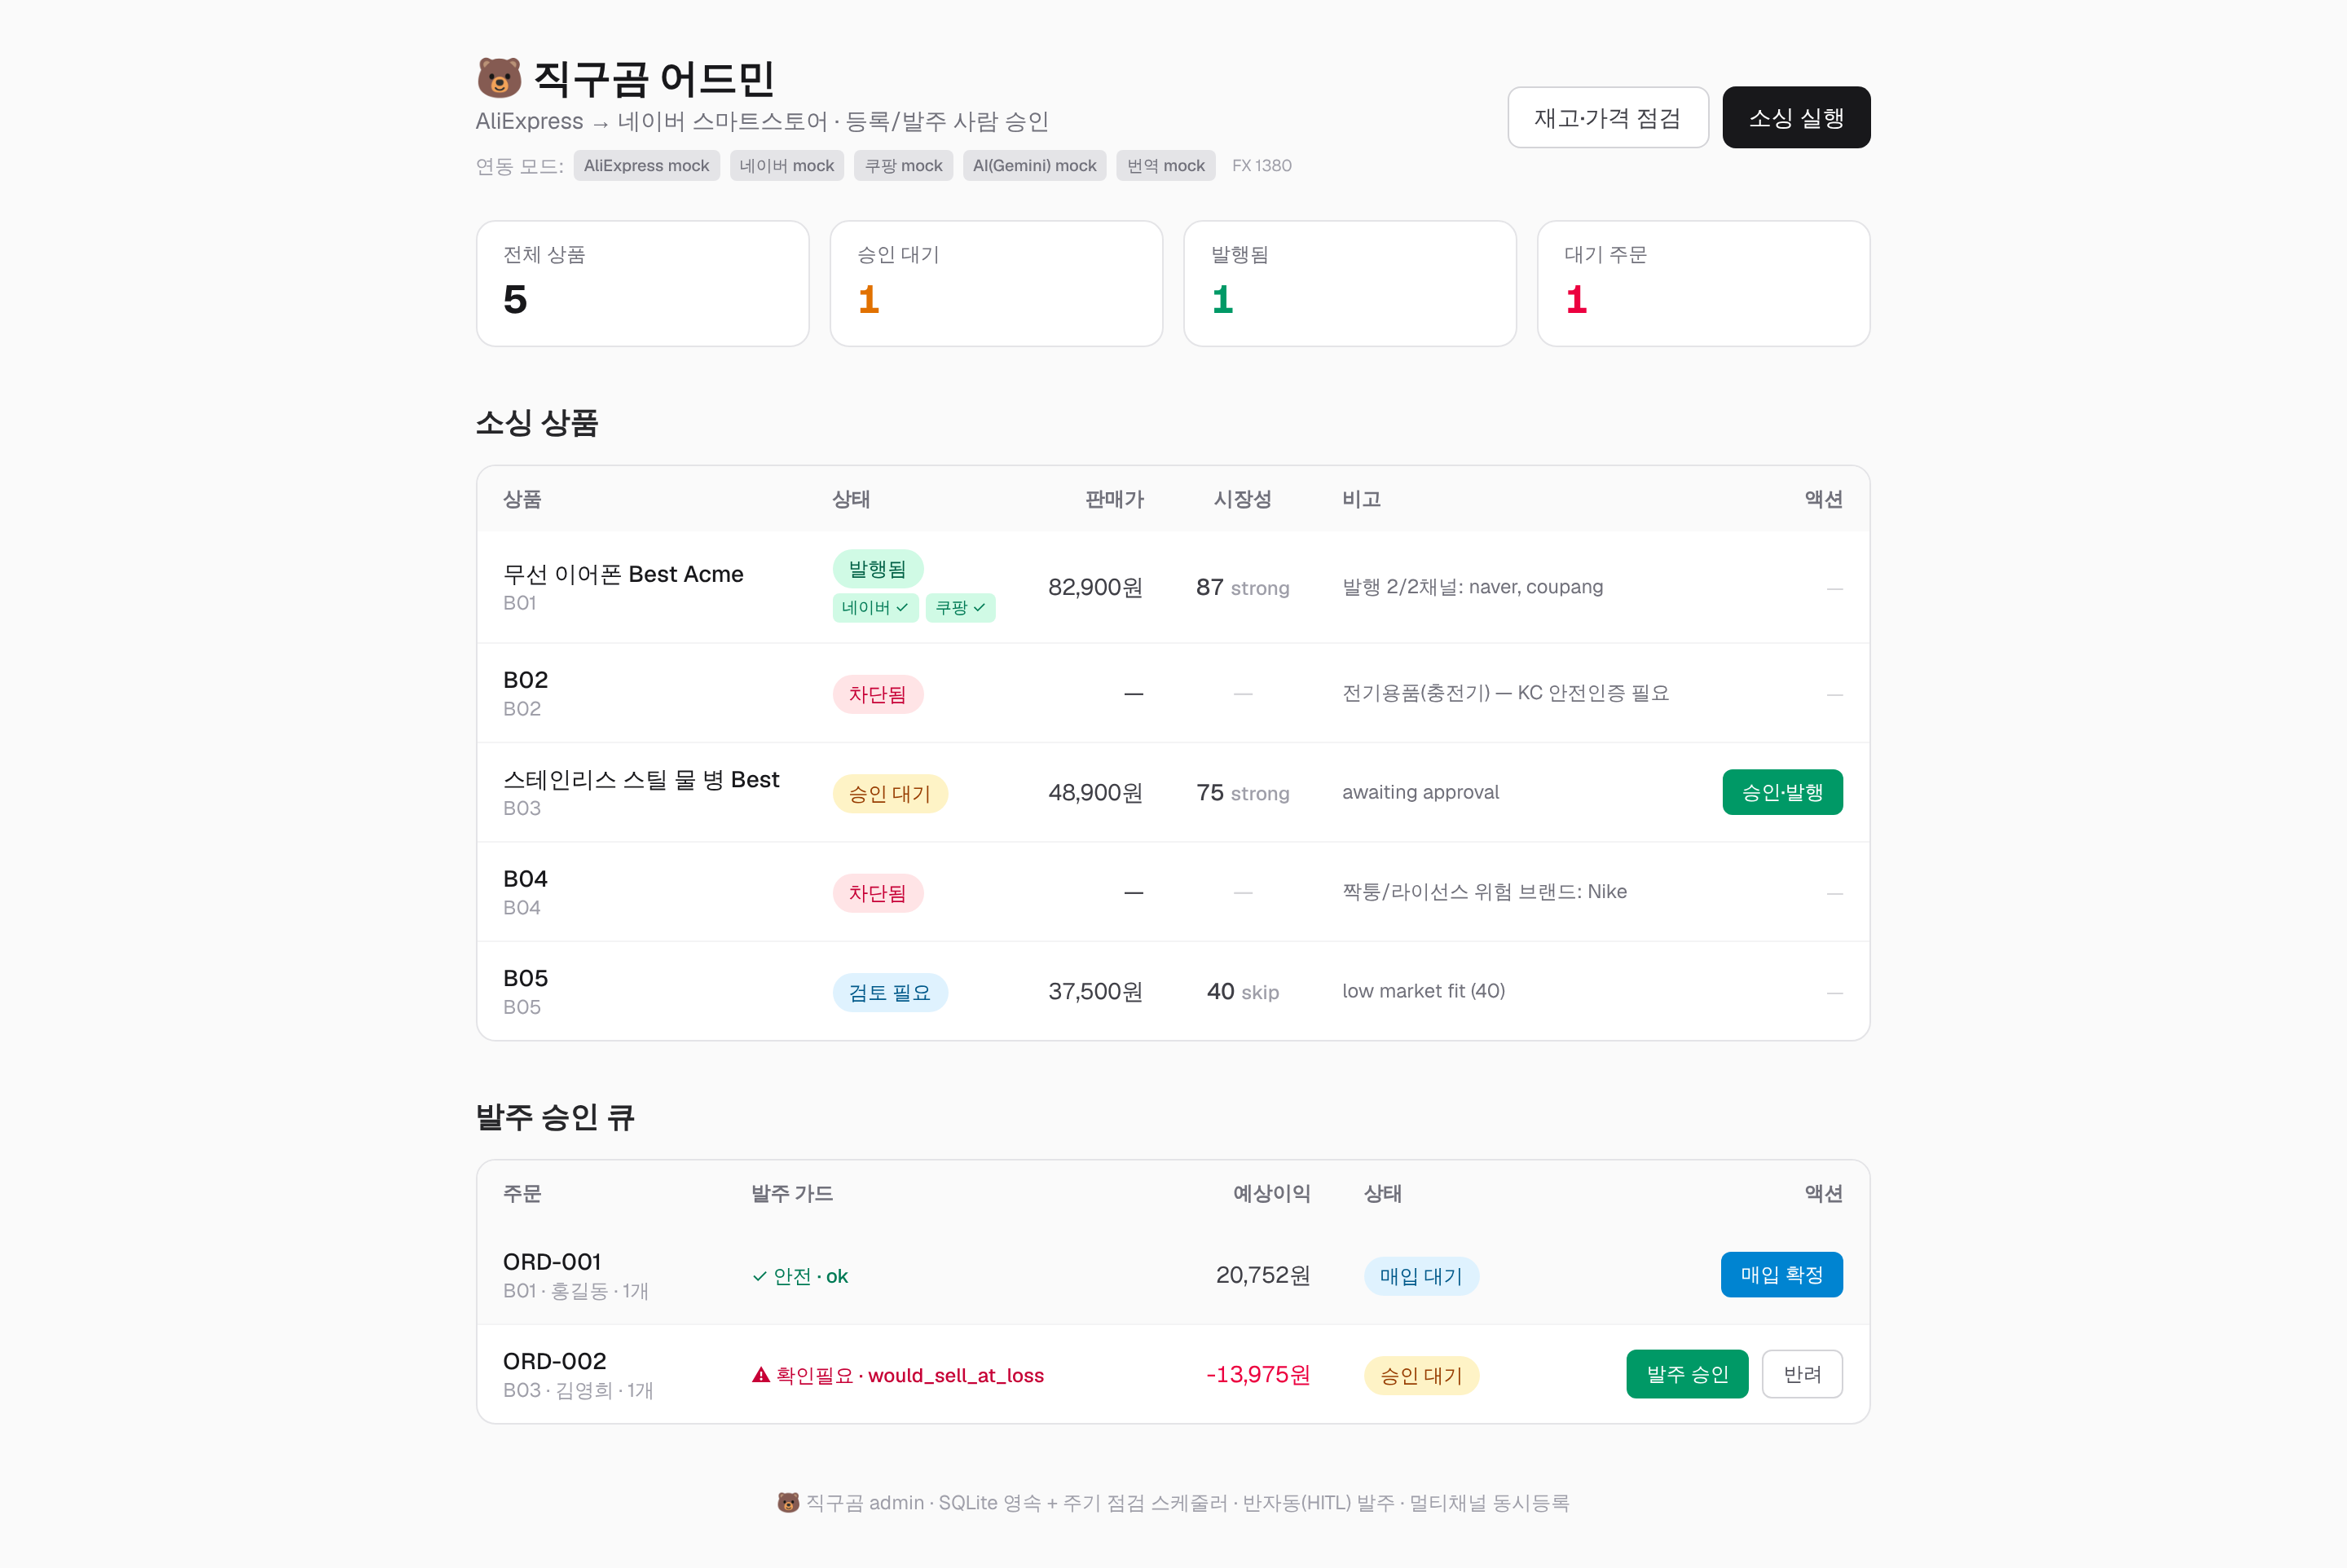 🐻 직구곰 어드민
AliExpress → 네이버 스마트스토어 · 등록/발주 사람 승인
재고·가격 점검 소싱 실행
연동 모드: AliExpress mock 네이버 mock 쿠팡 mock AI(Gemini) mock 번역 mock FX 1380
전체 상품 승인 대기 발행됨 대기 주문
5 1 1 1
소싱 상품
상품 상태 판매가 시장성 비고 액션
무선 이어폰 Best Acme
B01
발행됨
네이버 ✓ 쿠팡 ✓
82,900원 87 strong 발행 2/2채널: naver, coupang —
B02
B02
차단됨 — — 전기용품(충전기) — KC 안전인증 필요 —
스테인리스 스틸 물 병 Best
B03
승인 대기 48,900원 75 strong awaiting approval 승인·발행
B04
B04
차단됨 — — 짝퉁/라이선스 위험 브랜드: Nike —
B05
B05
검토 필요 37,500원 40 skip low market fit (40) —
발주 승인 큐
주문 발주 가드 예상이익 상태 액션
ORD-001
B01 · 홍길동 · 1개
✓ 안전 · ok 20,752원 매입 대기 매입 확정
ORD-002
B03 · 김영희 · 1개
⚠ 확인필요 · would_sell_at_loss -13,975원 승인 대기 발주 승인 반려
🐻 직구곰 admin · SQLite 영속 + 주기 점검 스케줄러 · 반자동(HITL) 발주 · 멀티채널 동시등록